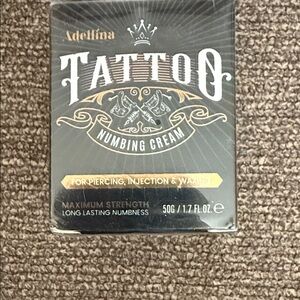 Adellina
TATTOO
NUMBING CREAM
FOR PIERCING, INJECTION & WAXING
MAXIMUM STRENGTH
LONG LASTING NUMBNESS
50G / 1.7 FL.OZ. ℮